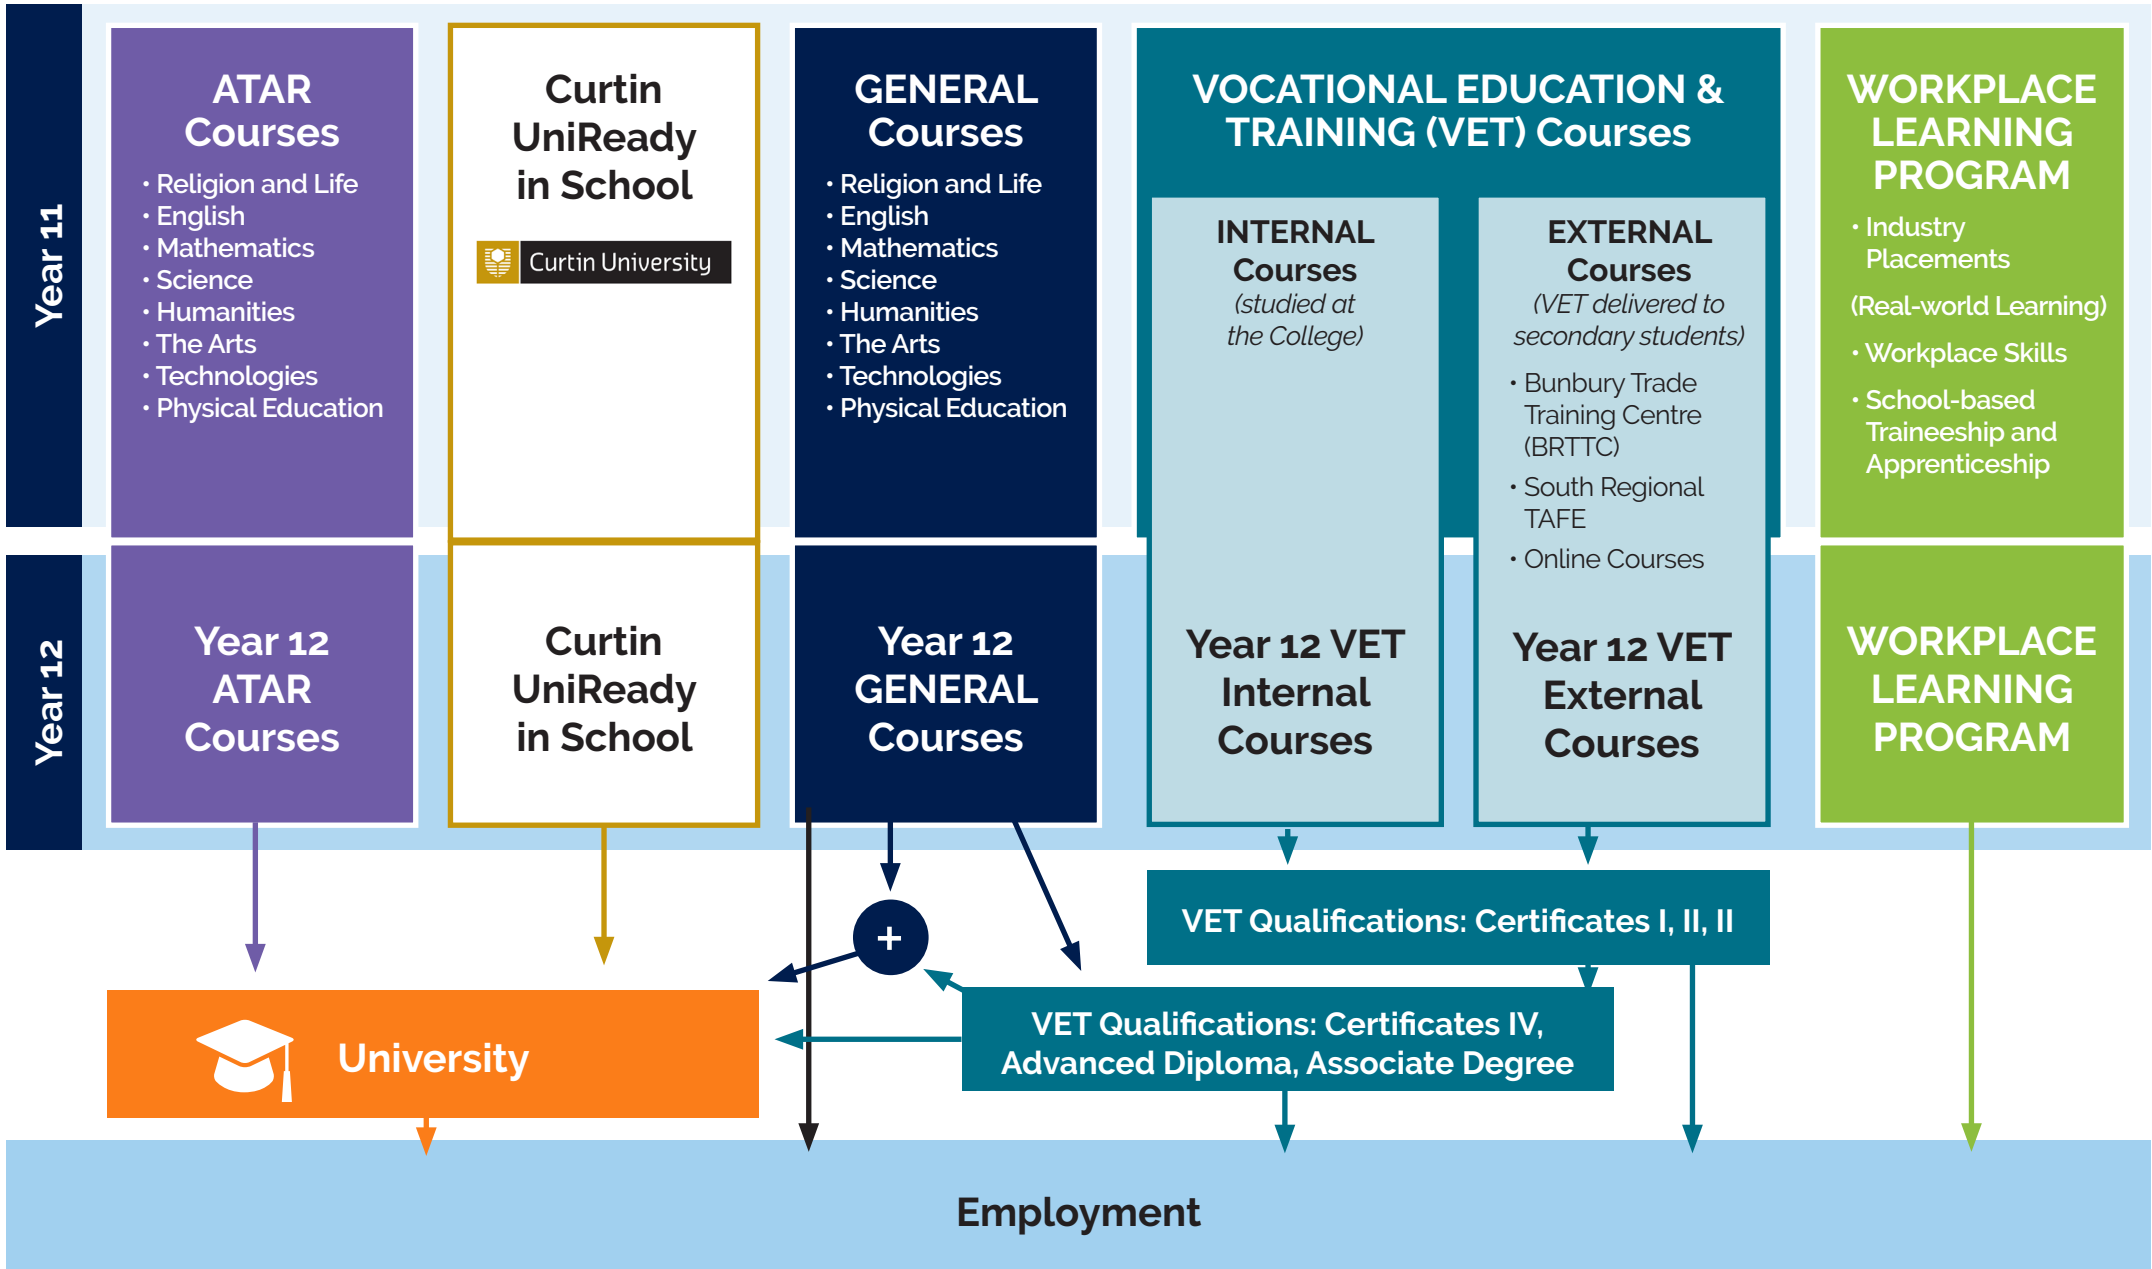 Year 11
ATAR
Courses
• Religion and Life
• English
• Mathematics
• Science
• Humanities
• The Arts
• Technologies
• Physical Education
Curtin
UniReady
in School
Curtin University
GENERAL
Courses
• Religion and Life
• English
• Mathematics
• Science
• Humanities
• The Arts
• Technologies
• Physical Education
VOCATIONAL EDUCATION &
TRAINING (VET) Courses
INTERNAL
Courses
(studied at
the College)
EXTERNAL
Courses
(VET delivered to
secondary students)
• Bunbury Trade
Training Centre
(BRTTC)
• South Regional
TAFE
• Online Courses
WORKPLACE
LEARNING
PROGRAM
• Industry
Placements
(Real-world Learning)
• Workplace Skills
• School-based
Traineeship and
Apprenticeship
Year 12
Year 12
ATAR
Courses
Curtin
UniReady
in School
Year 12
GENERAL
Courses
Year 12 VET
Internal
Courses
Year 12 VET
External
Courses
WORKPLACE
LEARNING
PROGRAM
+
VET Qualifications: Certificates I, II, II
VET Qualifications: Certificates IV,
Advanced Diploma, Associate Degree
University
Employment